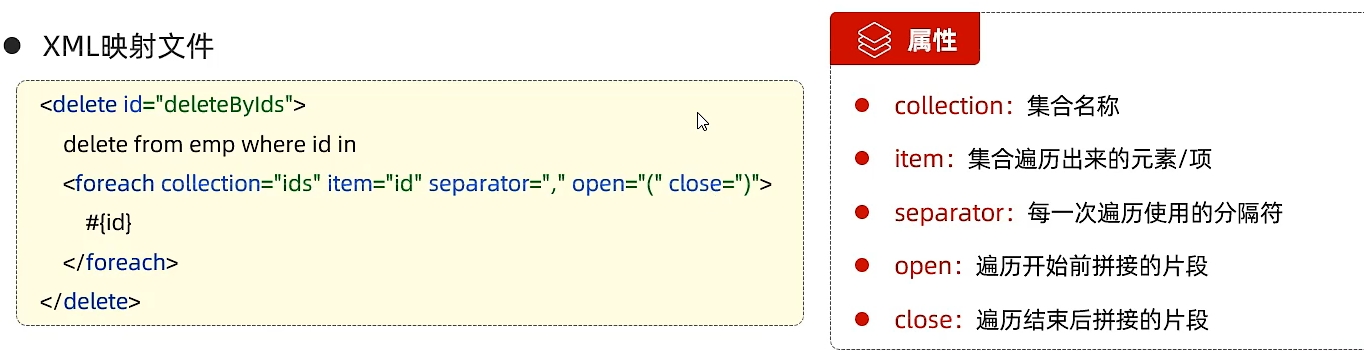 XML映射文件
<delete id="deleteByIds">
delete from emp where id in
<foreach collection="ids" item="id" separator="," open="(" close=")">
#{id}
</foreach>
</delete>
属性
collection：集合名称
item：集合遍历出来的元素/项
separator：每一次遍历使用的分隔符
open：遍历开始前拼接的片段
close：遍历结束后拼接的片段